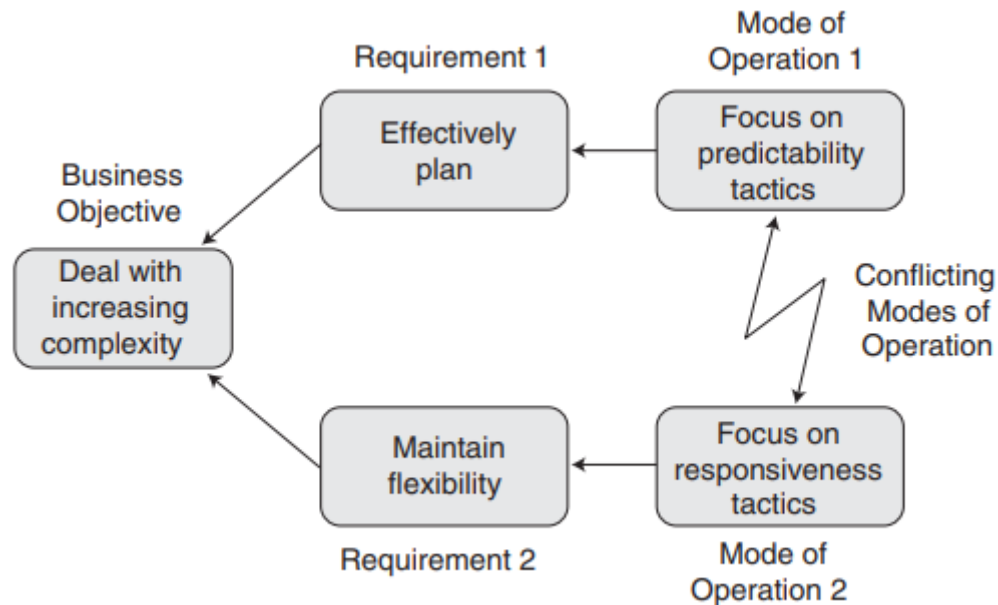 Mode of
Operation 1
Requirement 1
Effectively
plan
Focus on
predictability
tactics
Business
Objective
Deal with
increasing
complexity
Conflicting
Modes of
Operation
Maintain
flexibility
Focus on
responsiveness
tactics
Requirement 2
Mode of
Operation 2